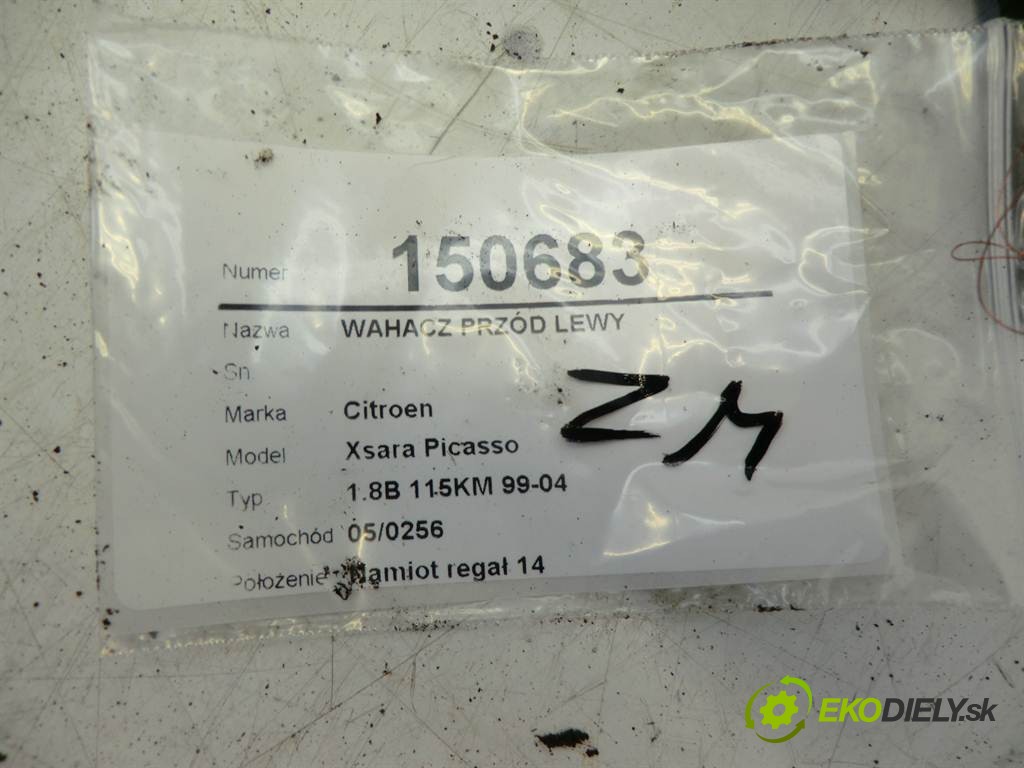 Numer 150683
Nazwa WAHACZ PRZÓD LEWY
Sn.
Marka Citroen
Model Xsara Picasso
Typ 1.8B 115KM 99-04
Samochód 05/0256
Położenie Namiot regał 14
ZM
EKODIELY.sk